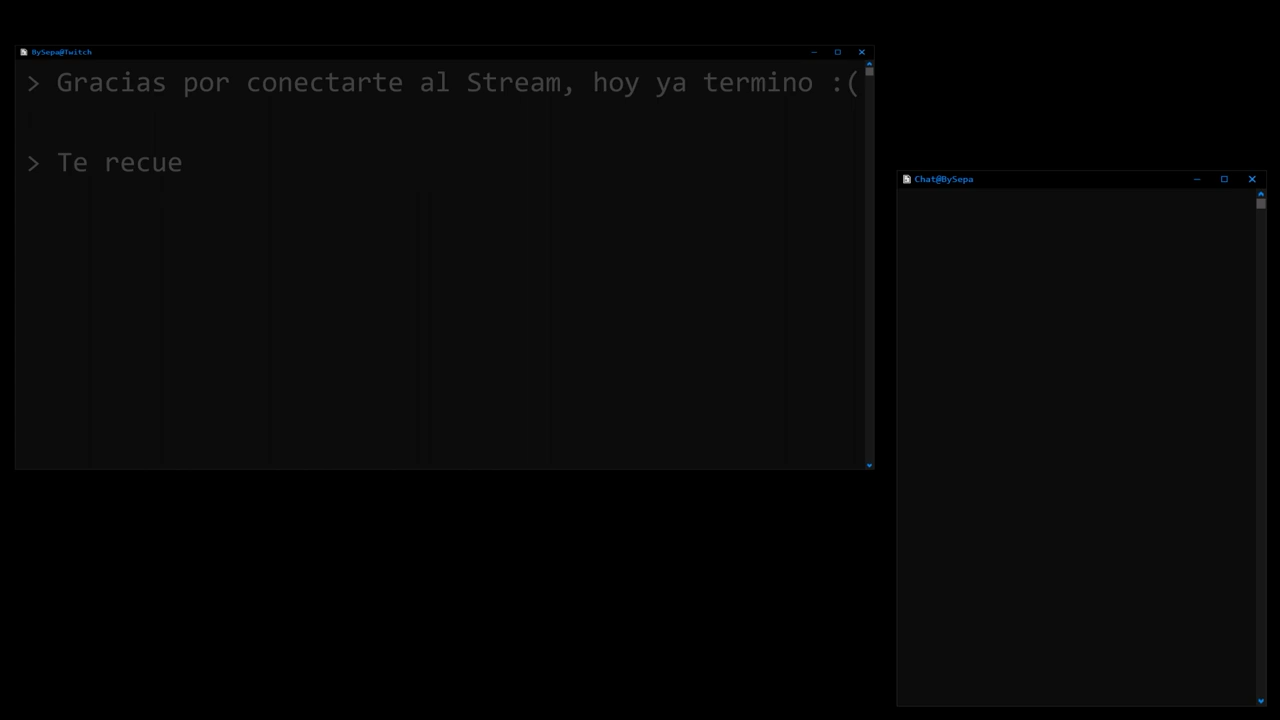 BySepa@Twitch
> Gracias por conectarte al Stream, hoy ya termino :(
> Te recue
Chat@BySepa